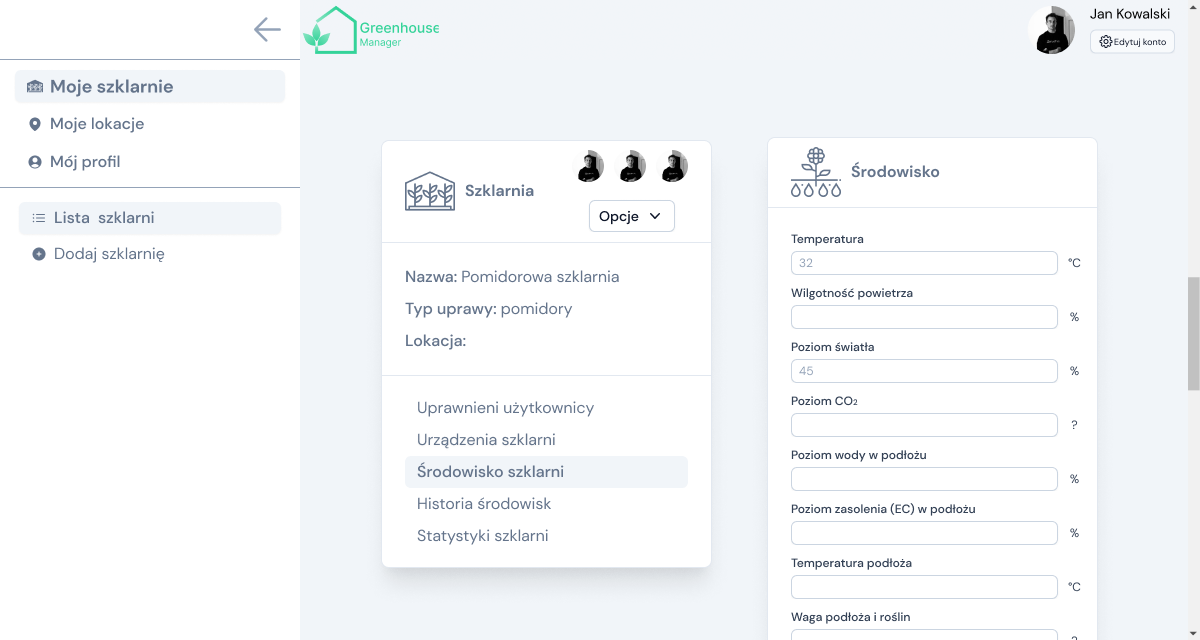 Greenhouse
Manager
Jan Kowalski
Edytuj konto
Moje szklarnie
Moje lokacje
Mój profil
Lista szklarni
Dodaj szklarnię
Szklarnia
Opcje
Nazwa: Pomidorowa szklarnia
Typ uprawy: pomidory
Lokacja:
Uprawnieni użytkownicy
Urządzenia szklarni
Środowisko szklarni
Historia środowisk
Statystyki szklarni
Środowisko
Temperatura
32 °C
Wilgotność powietrza
%
Poziom światła
45 %
Poziom CO₂
?
Poziom wody w podłożu
%
Poziom zasolenia (EC) w podłożu
%
Temperatura podłoża
°C
Waga podłoża i roślin
?